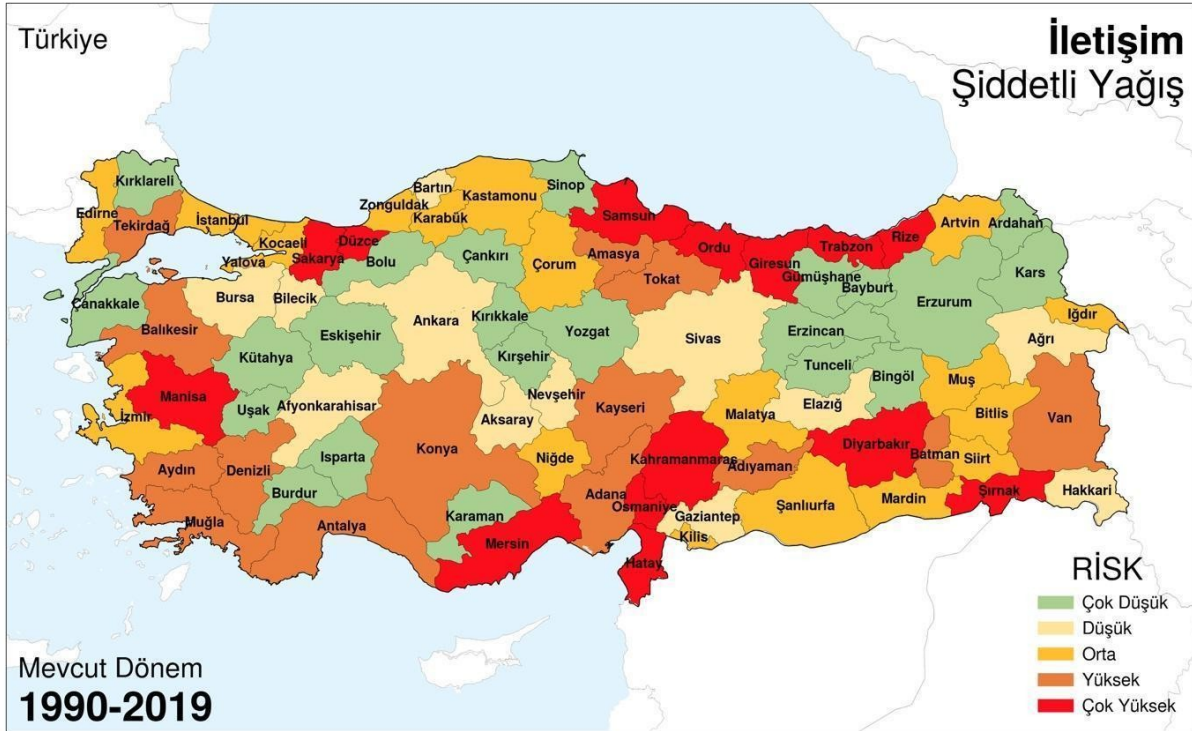 Türkiye
İletişim
Şiddetli Yağış
Kırklareli
Edirne
Tekirdağ
İstanbul
Kocaeli
Yalova
Sakarya
Düzce
Zonguldak
Bartın
Karabük
Kastamonu
Sinop
Samsun
Ordu
Giresun
Trabzon
Rize
Artvin
Ardahan
Çanakkale
Bursa
Bilecik
Bolu
Çankırı
Çorum
Amasya
Tokat
Gümüşhane
Bayburt
Erzurum
Kars
Iğdır
Balıkesir
Kütahya
Eskişehir
Ankara
Kırıkkale
Kırşehir
Yozgat
Sivas
Erzincan
Tunceli
Bingöl
Ağrı
Manisa
Uşak
Afyonkarahisar
Aksaray
Nevşehir
Kayseri
Malatya
Elazığ
Muş
Bitlis
Van
İzmir
Aydın
Denizli
Isparta
Burdur
Konya
Niğde
Kahramanmaraş
Adıyaman
Diyarbakır
Batman
Siirt
Muğla
Antalya
Karaman
Mersin
Adana
Osmaniye
Gaziantep
Kilis
Şanlıurfa
Mardin
Şırnak
Hakkari
Hatay
RİSK
Çok Düşük
Düşük
Orta
Yüksek
Çok Yüksek
Mevcut Dönem
1990-2019